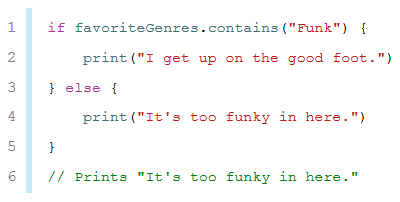 1 if favoriteGenres.contains("Funk") {
2     print("I get up on the good foot.")
3 } else {
4     print("It's too funky in here.")
5 }
6 // Prints "It's too funky in here."